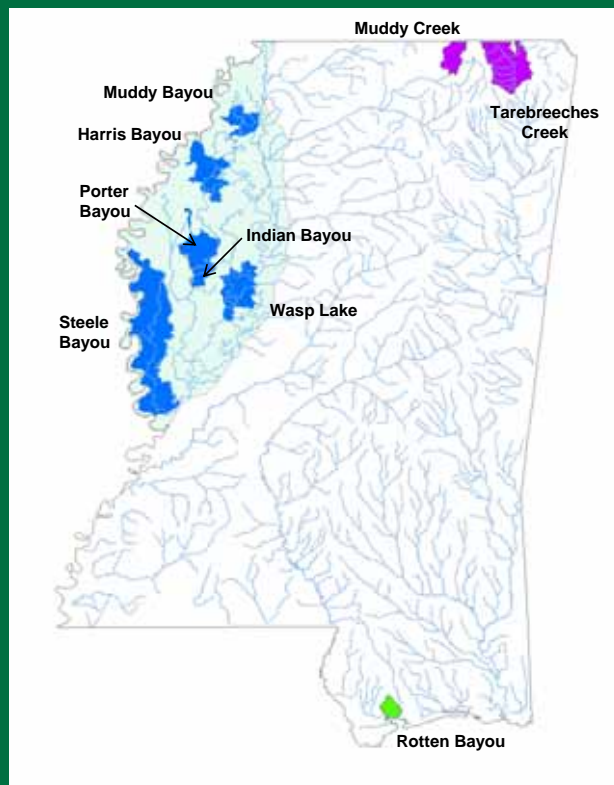 Muddy Creek
Muddy Bayou
Tarebreeches
Creek
Harris Bayou
Porter
Bayou
Indian Bayou
Wasp Lake
Steele
Bayou
Rotten Bayou